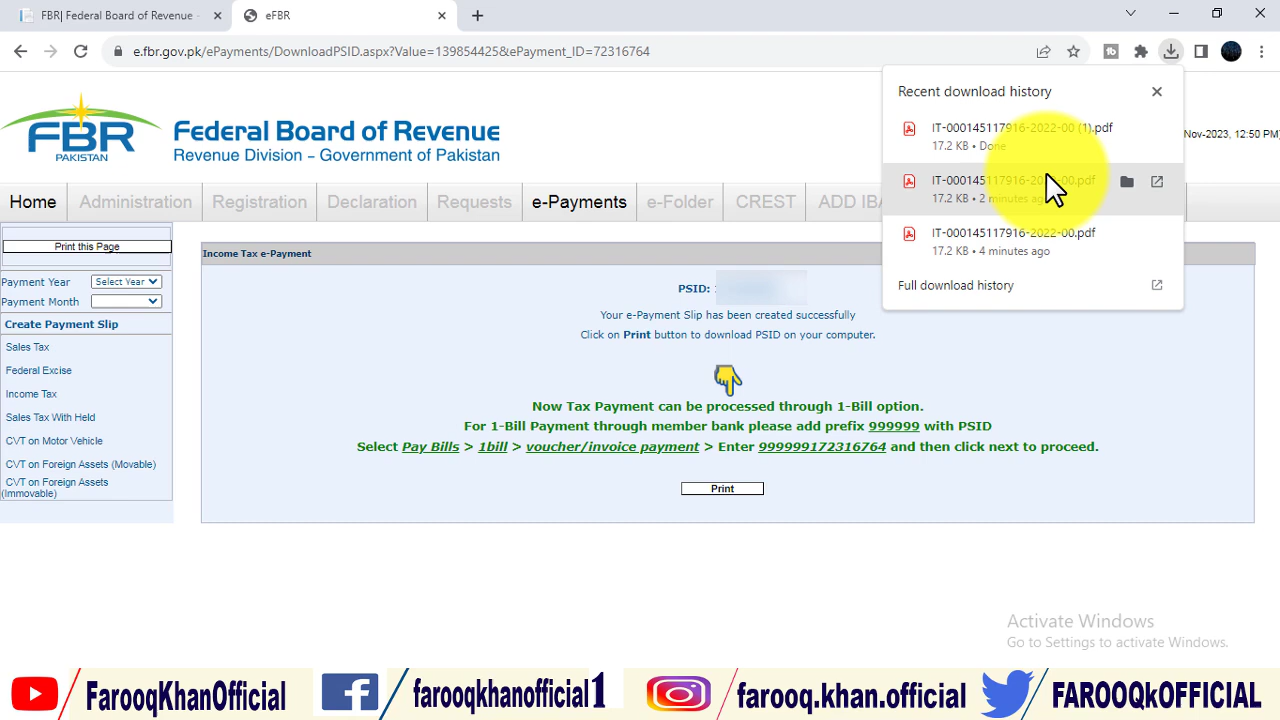 FBR| Federal Board of Revenue -
eFBR
e.fbr.gov.pk/ePayments/DownloadPSID.aspx?Value=139854425&ePayment_ID=72316764
Recent download history
IT-000145117916-2022-00 (1).pdf
17.2 KB • Done
IT-000145117916-2022-00.pdf
17.2 KB • 2 minutes ago
IT-000145117916-2022-00.pdf
17.2 KB • 4 minutes ago
Full download history
FBR
PAKISTAN
Federal Board of Revenue
Revenue Division – Government of Pakistan
Nov-2023, 12:50 PM
Home
Administration
Registration
Declaration
Requests
e-Payments
e-Folder
CREST
ADD
Print this Page
Payment Year Select Year
Payment Month
Create Payment Slip
Sales Tax
Federal Excise
Income Tax
Sales Tax With Held
CVT on Motor Vehicle
CVT on Foreign Assets (Movable)
CVT on Foreign Assets
(Immovable)
Income Tax e-Payment
PSID:
Your e-Payment Slip has been created successfully
Click on Print button to download PSID on your computer.
Now Tax Payment can be processed through 1-Bill option.
For 1-Bill Payment through member bank please add prefix 999999 with PSID
Select Pay Bills > 1bill > voucher/invoice payment > Enter 999999172316764 and then click next to proceed.
Print
Activate Windows
Go to Settings to activate Windows.
FarooqKhanOfficial
farooqkhanofficial1
farooq.khan.official
FAROOQkOFFICIAL